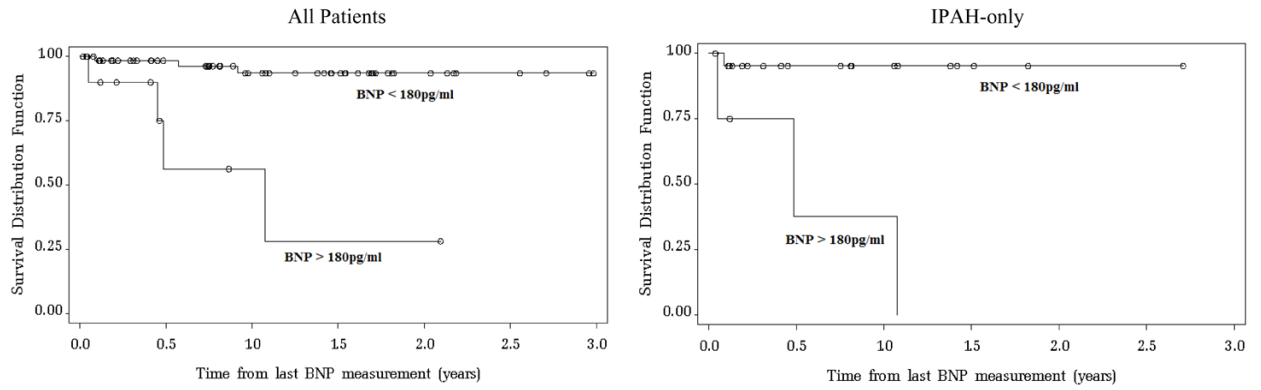 All Patients
Survival Distribution Function
1.00
0.75
0.50
0.25
0.00
BNP < 180pg/ml
BNP > 180pg/ml
0.0 0.5 10 1.5 2.0 2.5 3.0
Time from last BNP measurement (years)
IPAH-only
Survival Distribution Function
1.00
0.75
0.50
0.25
0.00
BNP < 180pg/ml
BNP > 180pg/ml
0.0 0.5 10 1.5 2.0 2.5 3.0
Time from last BNP measurement (years)